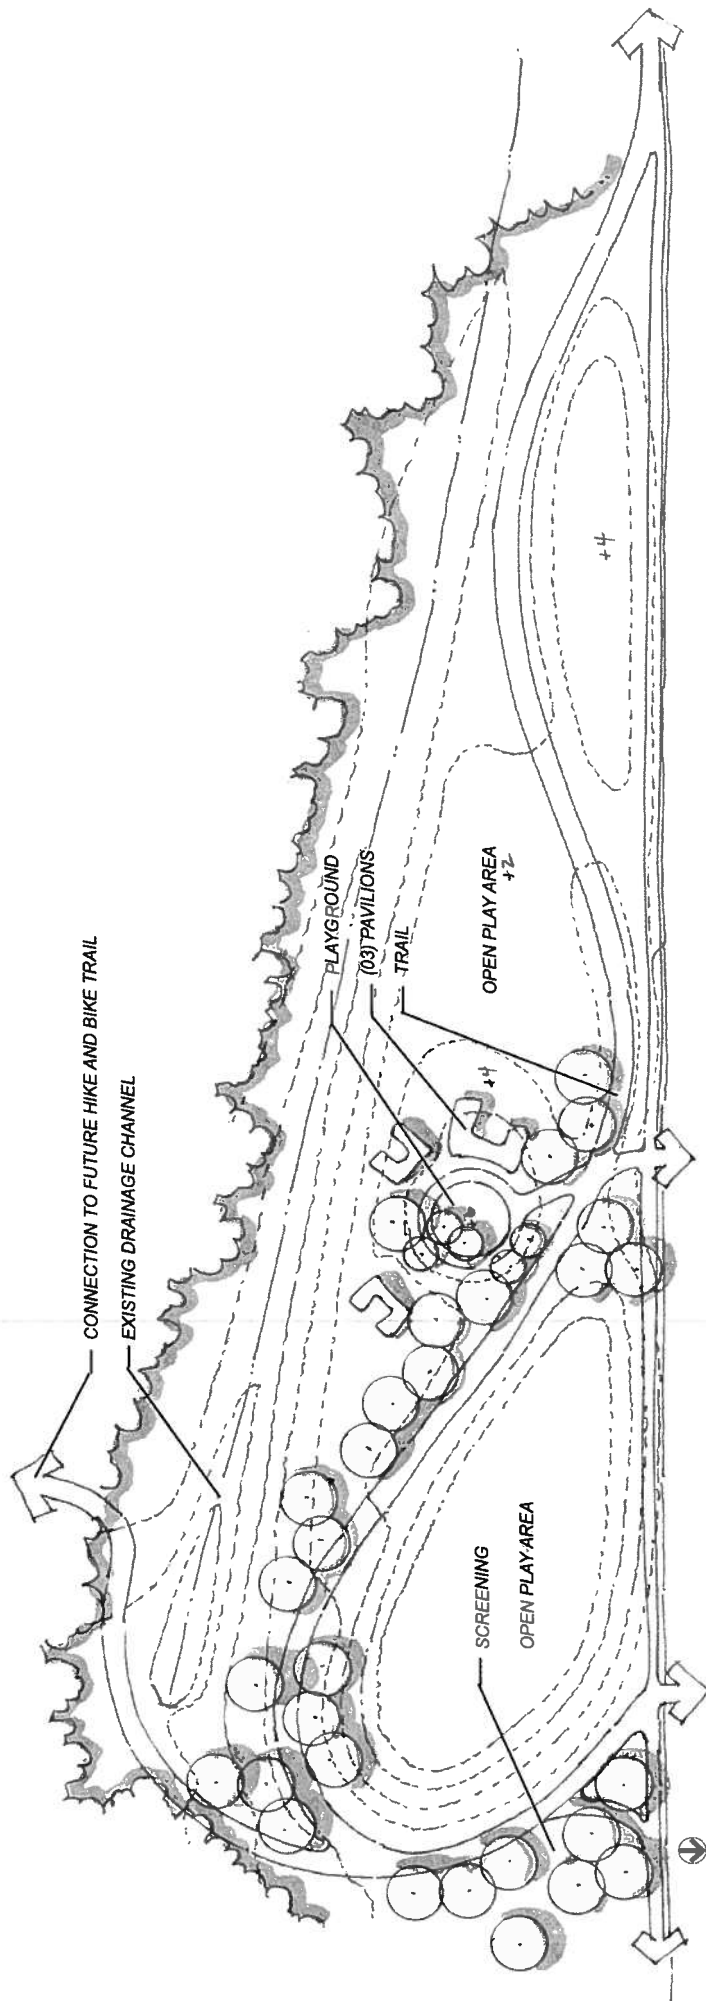 CONNECTION TO FUTURE HIKE AND BIKE TRAIL
EXISTING DRAINAGE CHANNEL
PLAYGROUND
(03) PAVILIONS
TRAIL
+4
OPEN PLAY AREA
+2
+4
SCREENING
OPEN PLAY AREA